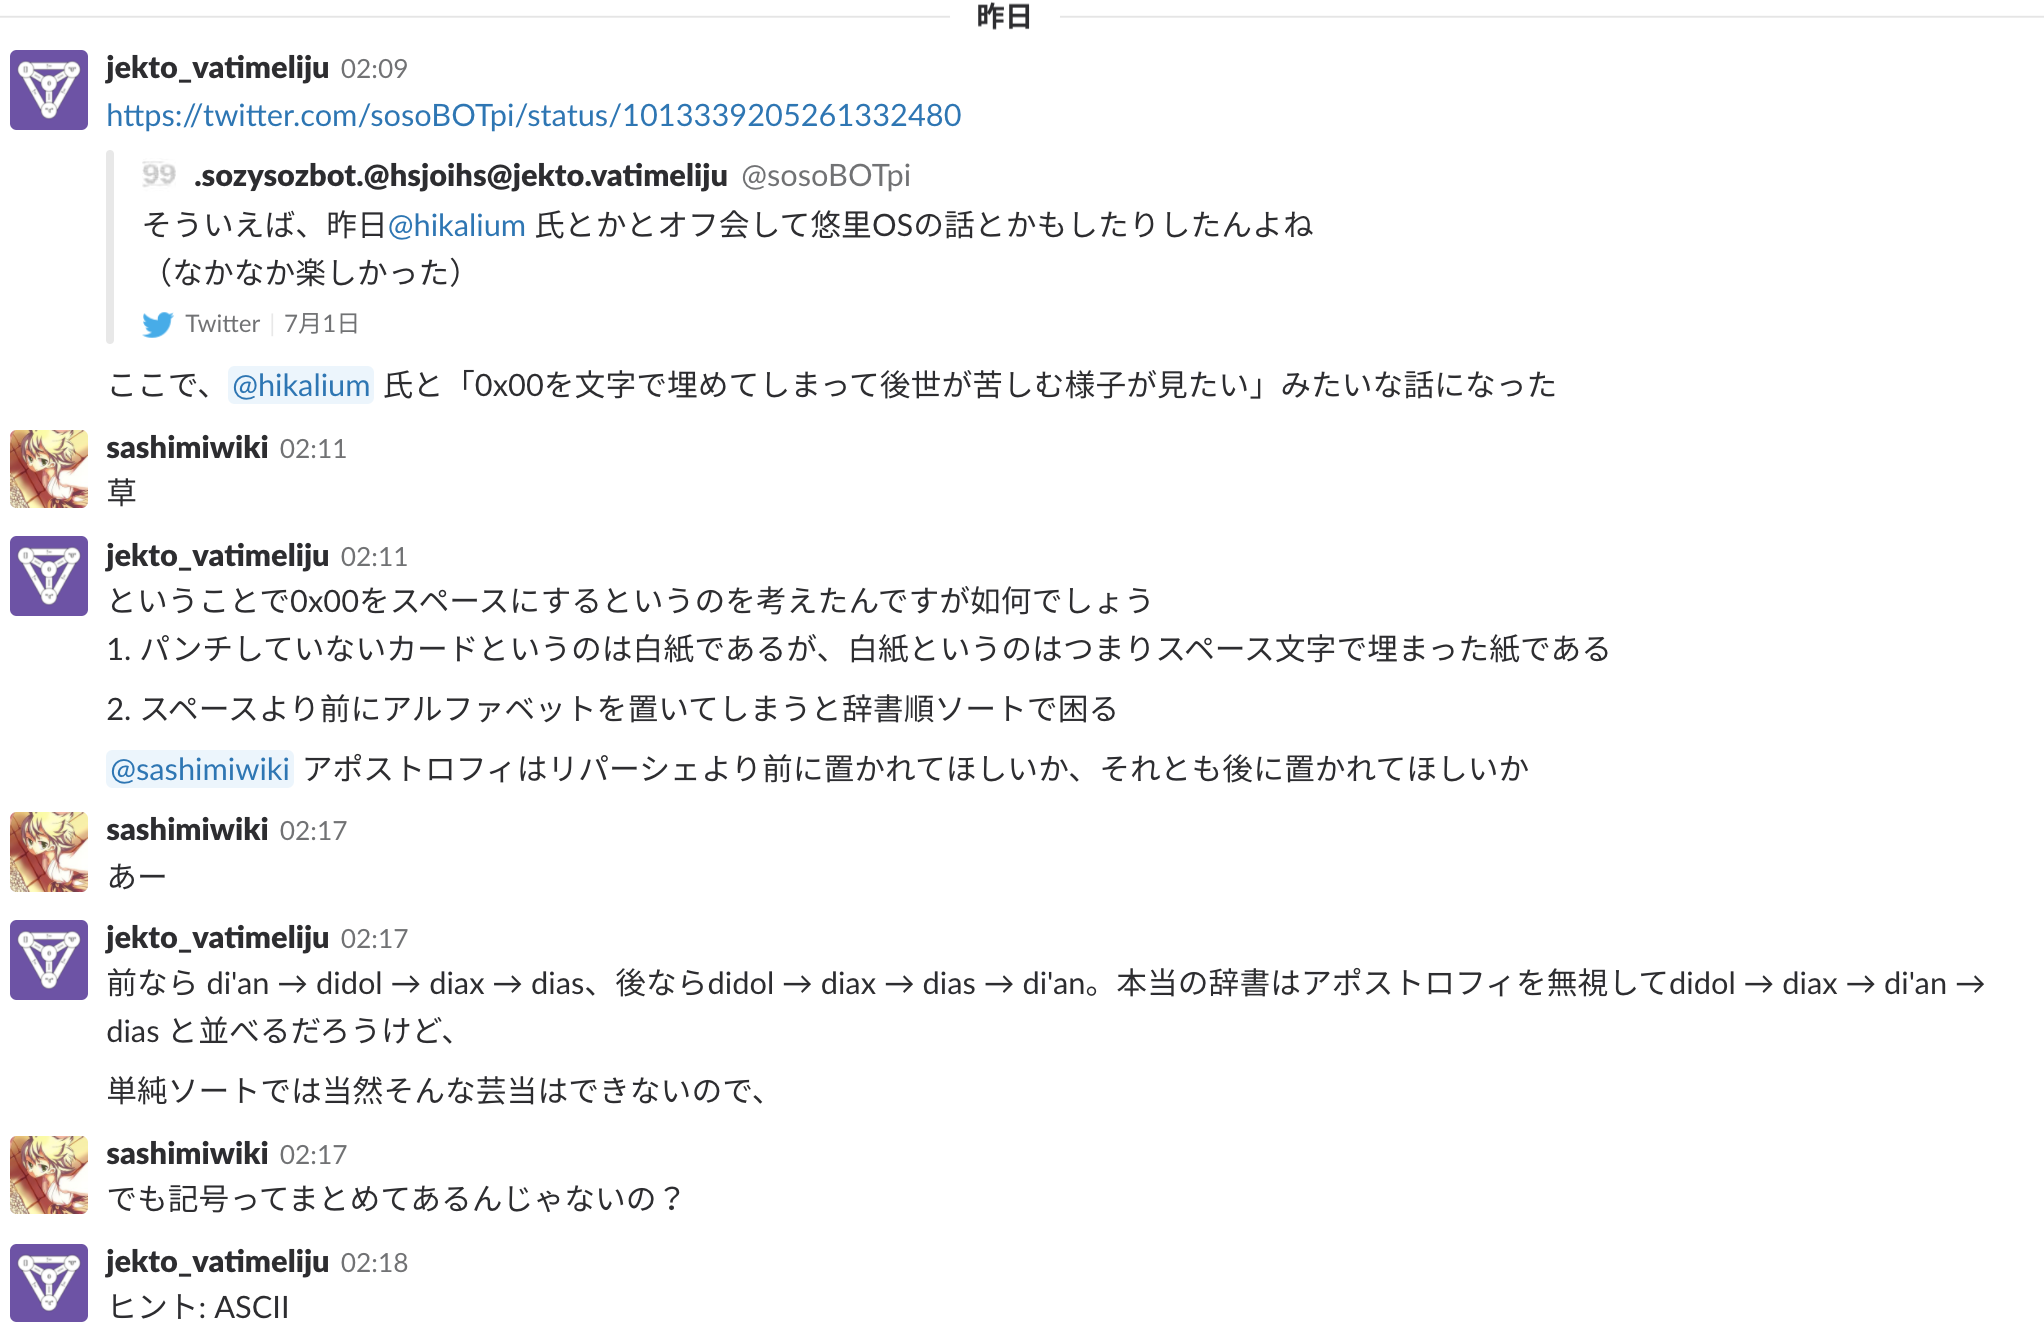 昨日
jekto_vatimeliju 02:09
https://twitter.com/sosoBOTpi/status/1013339205261332480
99 .sozysozbot.@hsjoihs@jekto.vatimeliju @sosoBOTpi
そういえば、昨日@hikalium 氏とかとオフ会して悠里OSの話とかもしたりしたんよね
（なかなか楽しかった）
Twitter | 7月1日
ここで、@hikalium 氏と「0x00を文字で埋めてしまって後世が苦しむ様子が見たい」みたいな話になった
sashimiwiki 02:11
草
jekto_vatimeliju 02:11
ということで0x00をスペースにするというのを考えたんですが如何でしょう
1. パンチしていないカードというのは白紙であるが、白紙というのはつまりスペース文字で埋まった紙である
2. スペースより前にアルファベットを置いてしまうと辞書順ソートで困る
@sashimiwiki アポストロフィはリパーシェより前に置かれてほしいか、それとも後に置かれてほしいか
sashimiwiki 02:17
あー
jekto_vatimeliju 02:17
前なら di'an → didol → diax → dias、後ならdidol → diax → dias → di'an。本当の辞書はアポストロフィを無視してdidol → diax → di'an →
dias と並べるだろうけど、
単純ソートでは当然そんな芸当はできないので、
sashimiwiki 02:17
でも記号ってまとめてあるんじゃないの？
jekto_vatimeliju 02:18
ヒント: ASCII